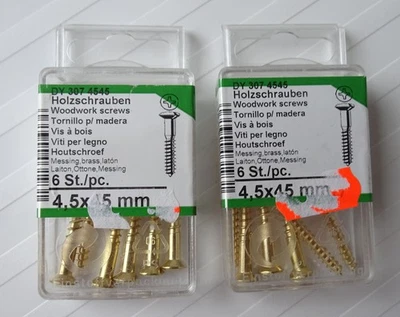 DY 307 4545
Holzschrauben
Woodwork screws
Tornillo p/ madera
Vis à bois
Viti per legno
Houtschroef
Messing,brass,latón
Laiton,Ottone,Messing
6 St./pc.
4,5x45 mm
DY 307 4545
Holzschrauben
Woodwork screws
Tornillo p/ madera
Vis à bois
Viti per legno
Houtschroef
Messing,brass,latón
Laiton,Ottone,Messing
6 St./pc.
4,5x45 mm